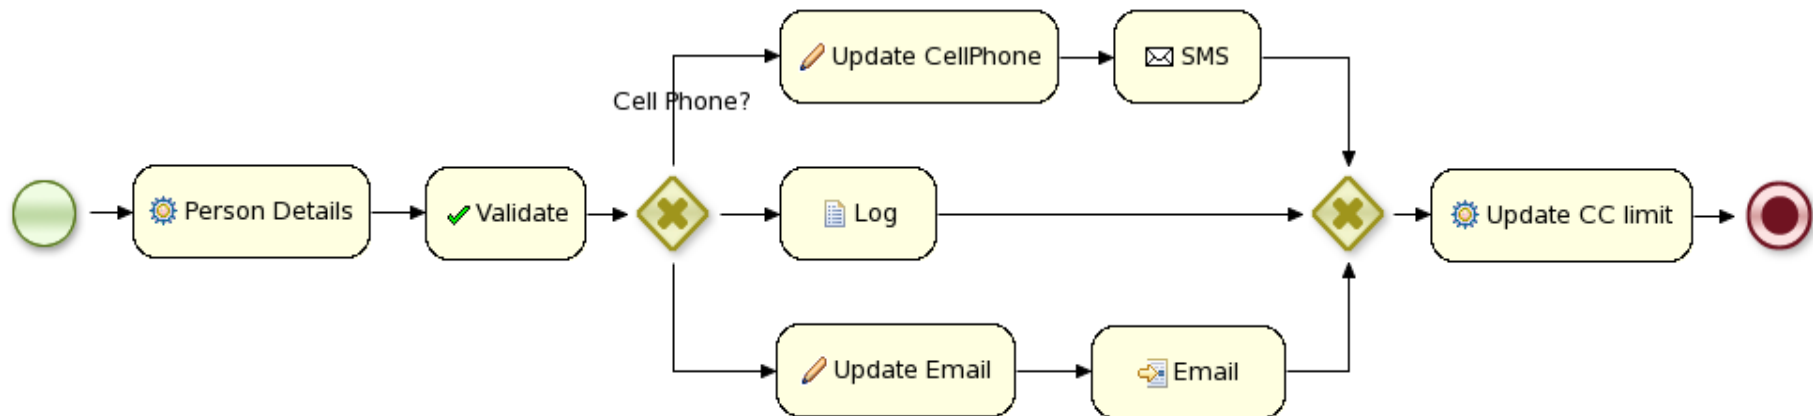 Update CellPhone
SMS
Cell Phone?
Person Details
Validate
Log
Update CC limit
Update Email
Email